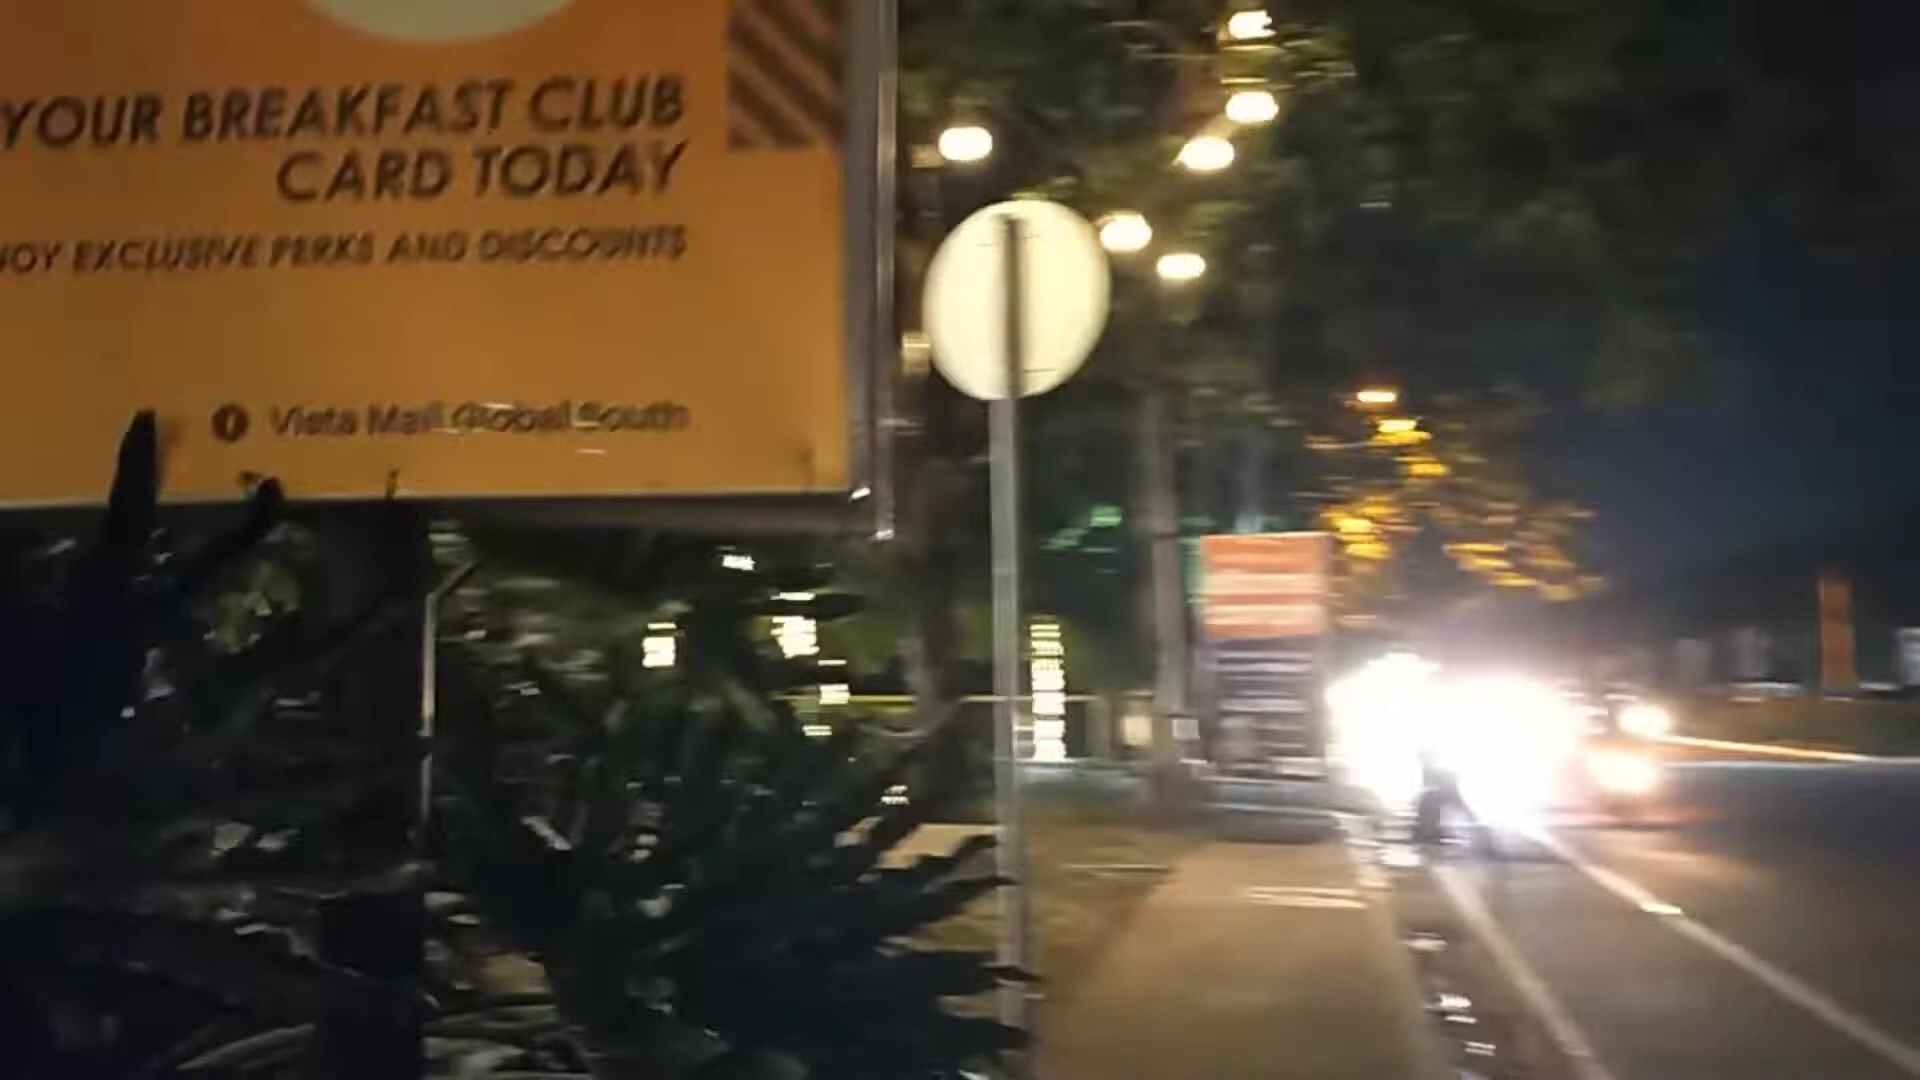 YOUR BREAKFAST CLUB
CARD TODAY
EXCLUSIVE PERKS AND DISCOUNTS
Vista Mall Global South